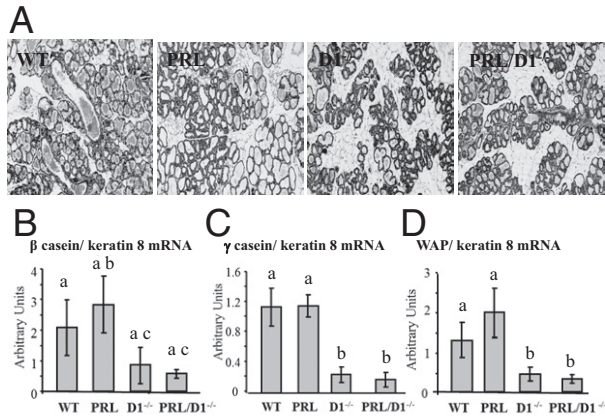 A
WT PRL D1 PRL/D1
B C D
β casein/ keratin 8 mRNA
γ casein/ keratin 8 mRNA
WAP/ keratin 8 mRNA
Arbitrary Units
4
3
2
1
0
a a b a c a c
WT PRL D1-/- PRL/D1-/-
Arbitrary Units
1.6
1.2
0.8
0.4
0
a a b b
WT PRL D1-/- PRL/D1-/-
Arbitrary Units
3
2
1
0
a a b b
WT PRL D1-/- PRL/D1-/-